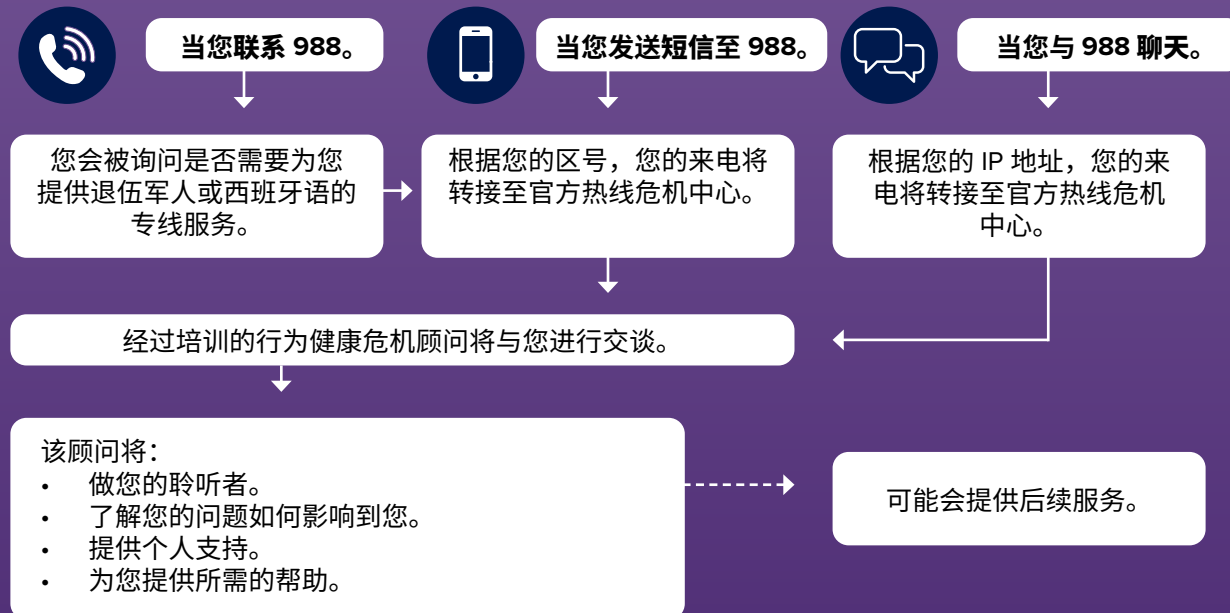 当您联系 988。
当您发送短信至 988。
当您与 988 聊天。
您会被询问是否需要为您
提供退伍军人或西班牙语的
专线服务。
根据您的区号，您的来电将
转接至官方热线危机中心。
根据您的 IP 地址，您的来
电将转接至官方热线危机
中心。
经过培训的行为健康危机顾问将与您进行交谈。
该顾问将：
• 做您的聆听者。
• 了解您的问题如何影响到您。
• 提供个人支持。
• 为您提供所需的帮助。
可能会提供后续服务。